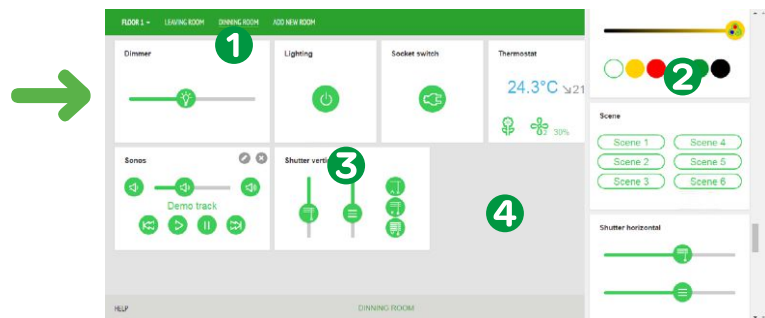 FLOOR 1 LEAVING ROOM DINNING ROOM ADD NEW ROOM
1
Dimmer
Lighting
Socket switch
Thermostat
24.3°C ↘21
30%
2
Scene
Scene 1 Scene 4
Scene 2 Scene 5
Scene 3 Scene 6
Sonos
Demo track
Shutter verti
3
4
Shutter horizontal
HELP
DINNING ROOM